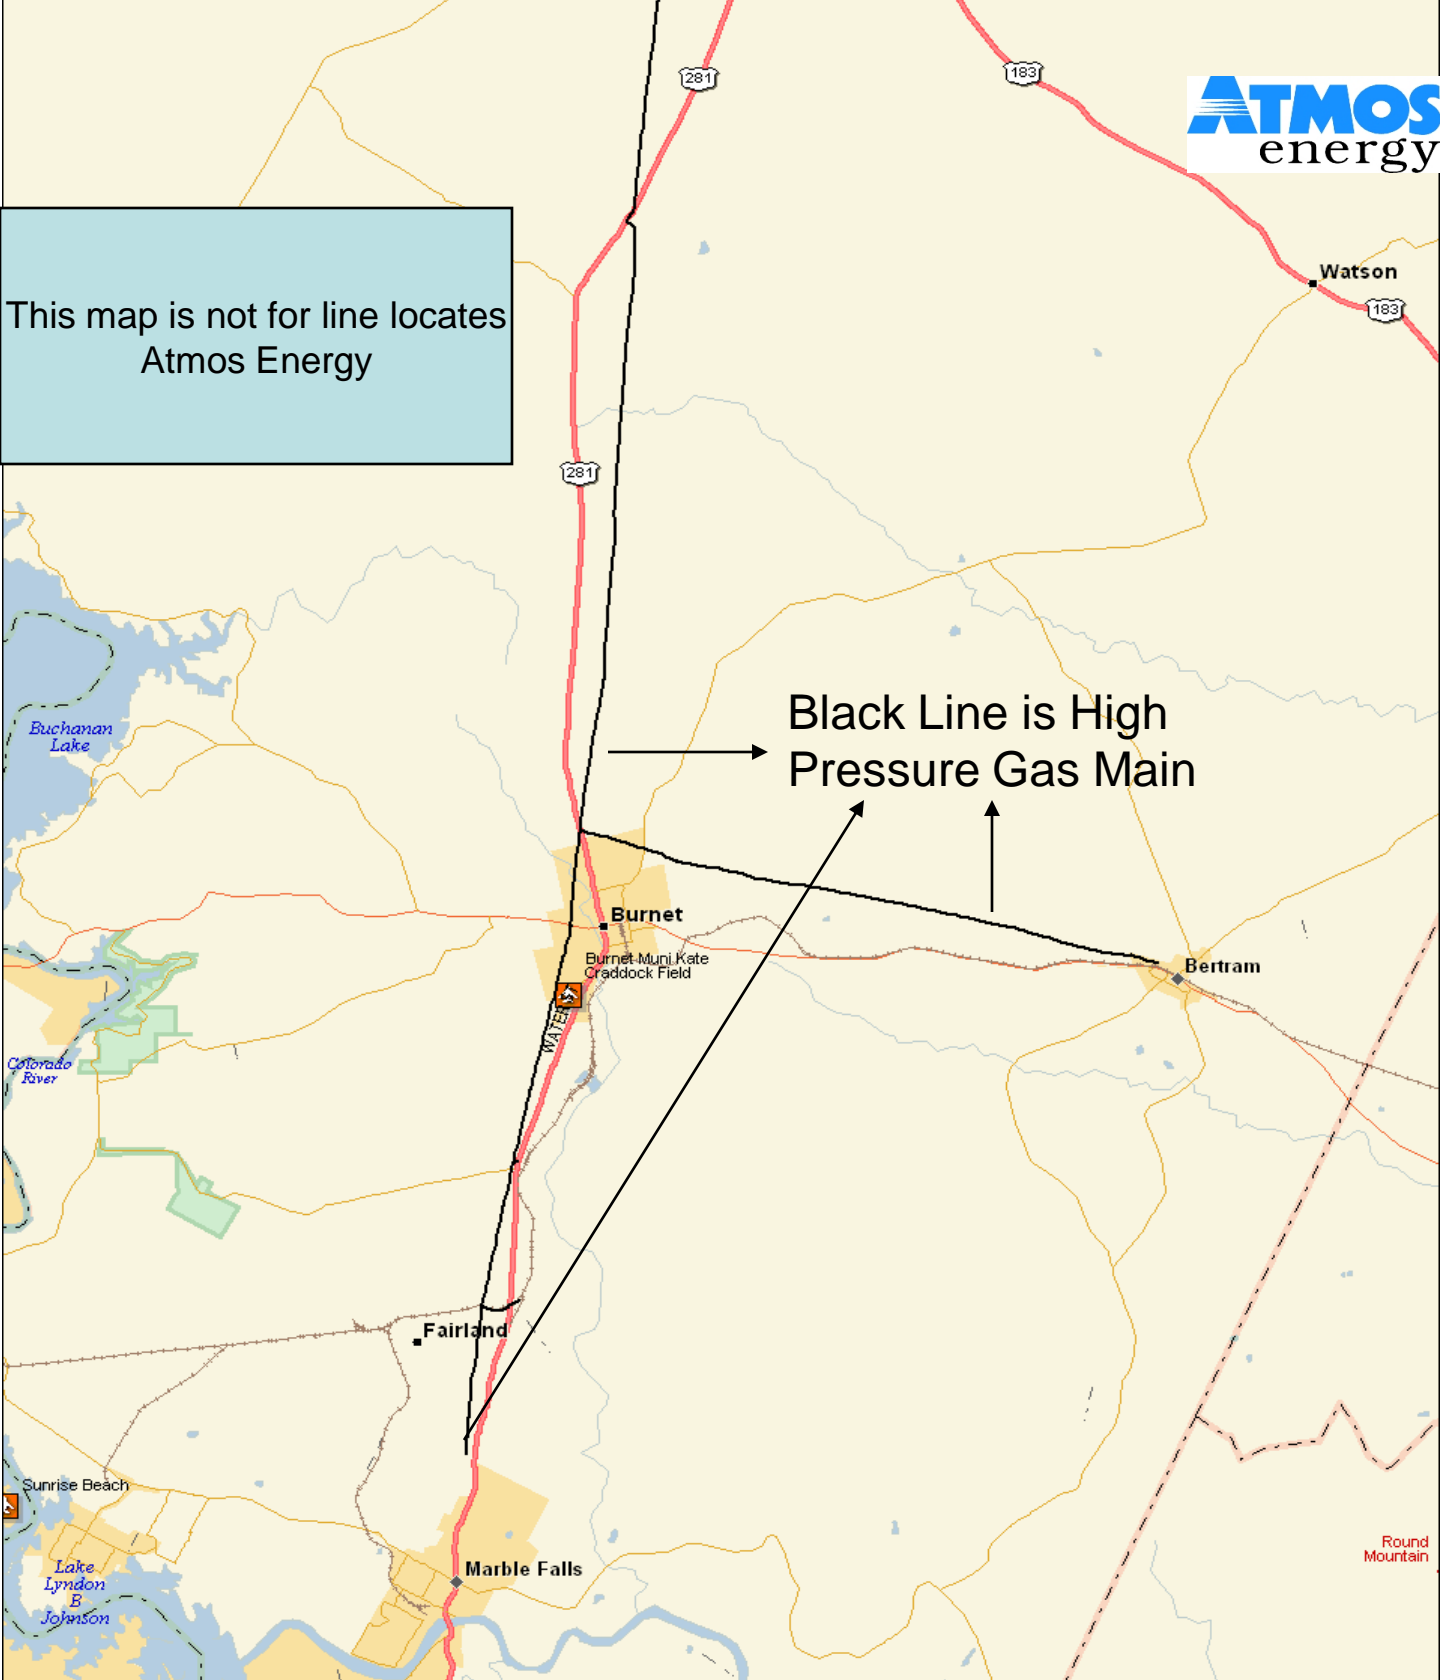 281
183
ATMOS
energy
Watson
183
This map is not for line locates
Atmos Energy
281
Buchanan
Lake
Black Line is High
Pressure Gas Main
Burnet
Burnet Muni Kate
Craddock Field
Bertram
WATER
Colorado
River
Fairland
Sunrise Beach
Round
Mountain
Lake
Lyndon
B
Johnson
Marble Falls